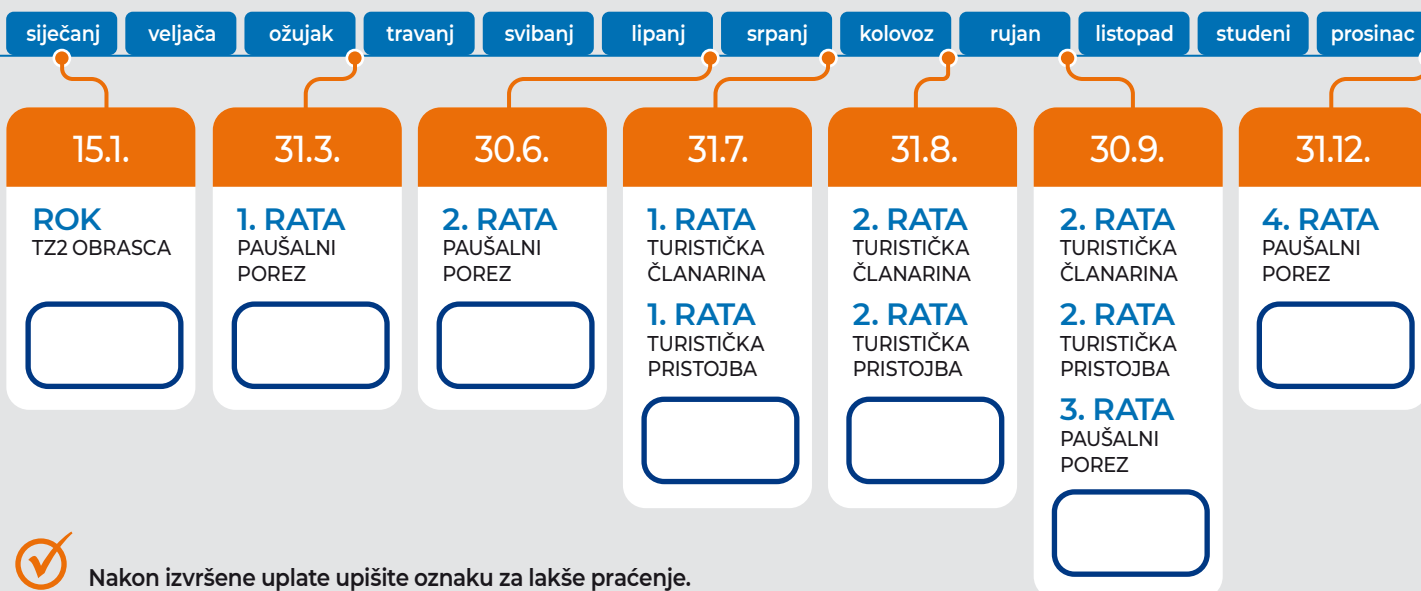 siječanj
veljača
ožujak
travanj
svibanj
lipanj
srpanj
kolovoz
rujan
listopad
studeni
prosinac
15.1.
ROK
TZ2 OBRASCA
31.3.
1. RATA
PAUŠALNI
POREZ
30.6.
2. RATA
PAUŠALNI
POREZ
31.7.
1. RATA
TURISTIČKA
ČLANARINA
1. RATA
TURISTIČKA
PRISTOJBA
31.8.
2. RATA
TURISTIČKA
ČLANARINA
2. RATA
TURISTIČKA
PRISTOJBA
30.9.
2. RATA
TURISTIČKA
ČLANARINA
2. RATA
TURISTIČKA
PRISTOJBA
3. RATA
PAUŠALNI
POREZ
31.12.
4. RATA
PAUŠALNI
POREZ
Nakon izvršene uplate upišite oznaku za lakše praćenje.